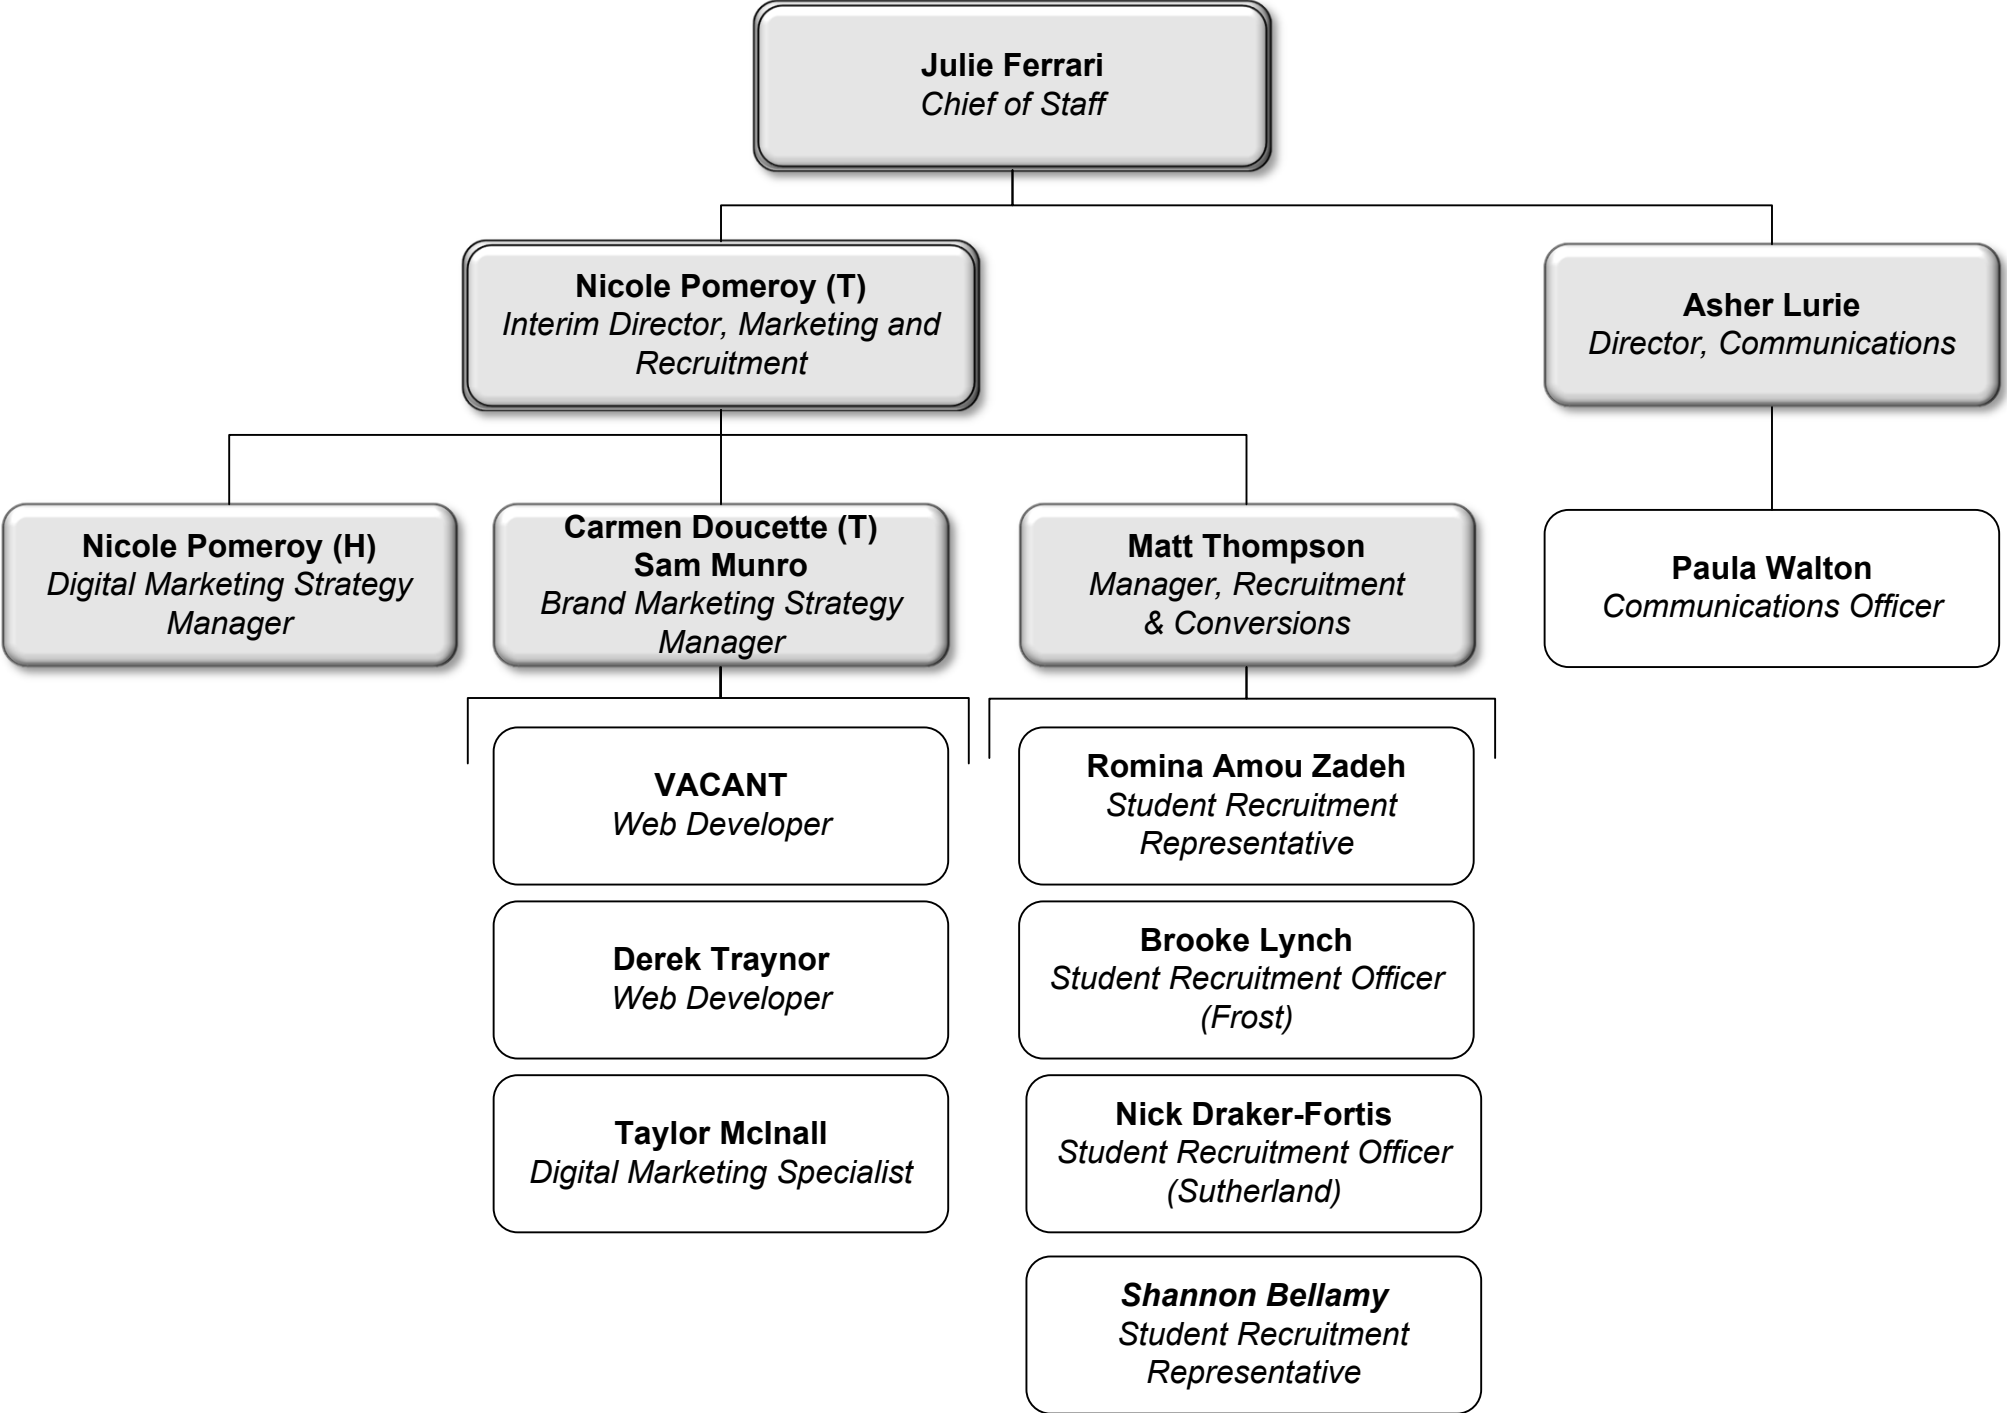 Julie Ferrari
Chief of Staff
Nicole Pomeroy (T)
Interim Director, Marketing and
Recruitment
Asher Lurie
Director, Communications
Nicole Pomeroy (H)
Digital Marketing Strategy
Manager
Carmen Doucette (T)
Sam Munro
Brand Marketing Strategy
Manager
Matt Thompson
Manager, Recruitment
& Conversions
Paula Walton
Communications Officer
VACANT
Web Developer
Derek Traynor
Web Developer
Taylor McInall
Digital Marketing Specialist
Romina Amou Zadeh
Student Recruitment
Representative
Brooke Lynch
Student Recruitment Officer
(Frost)
Nick Draker-Fortis
Student Recruitment Officer
(Sutherland)
Shannon Bellamy
Student Recruitment
Representative